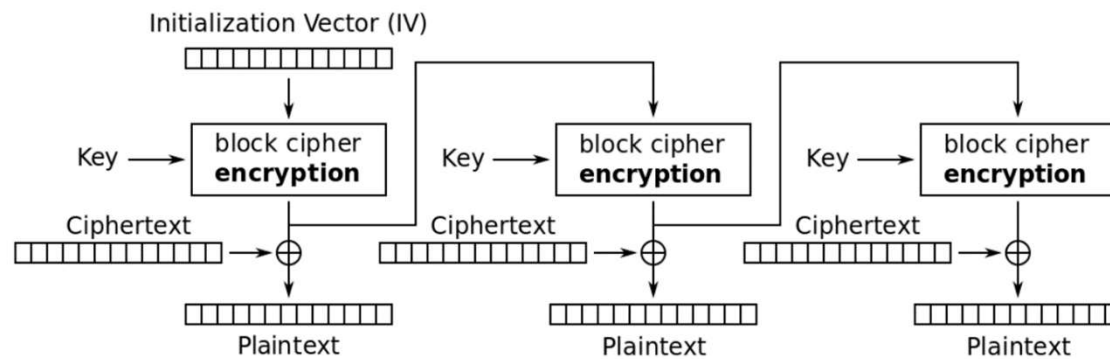 Initialization Vector (IV)
Key
block cipher
encryption
Key
block cipher
encryption
Key
block cipher
encryption
Ciphertext
Ciphertext
Ciphertext
Plaintext
Plaintext
Plaintext